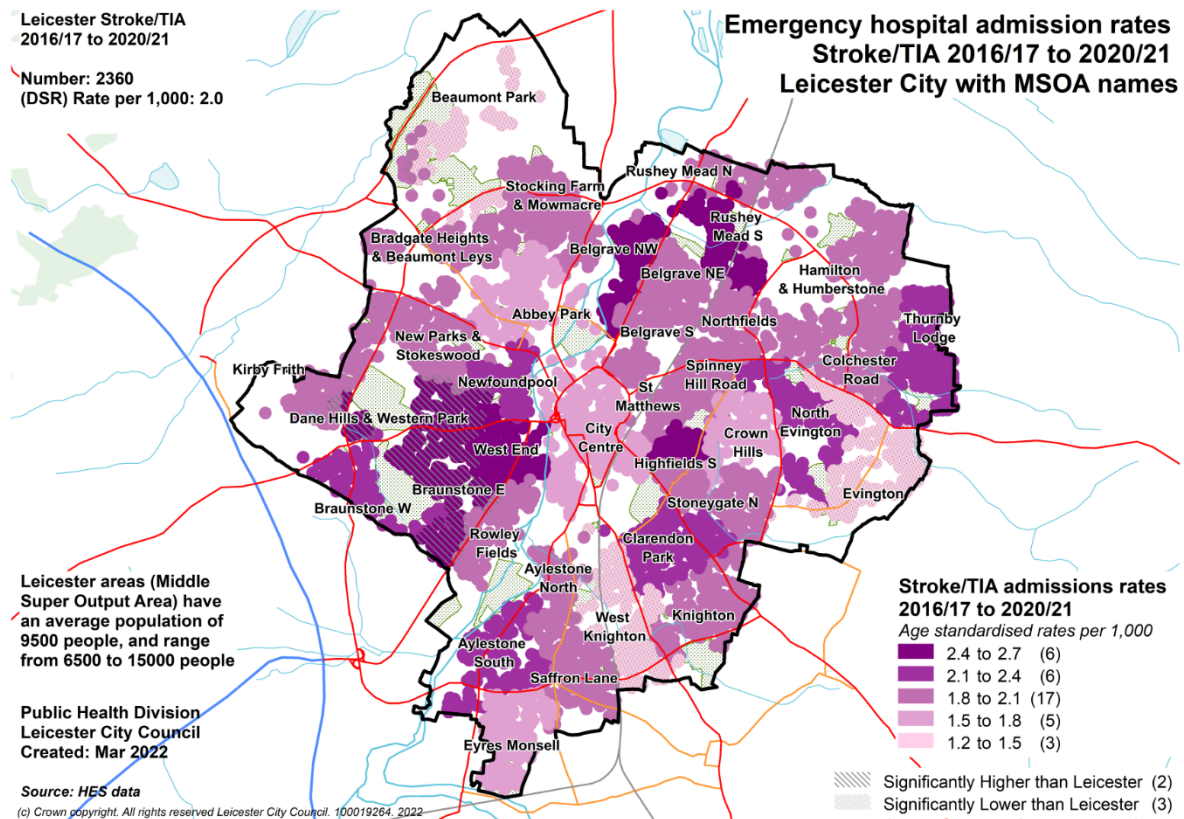 Leicester Stroke/TIA
2016/17 to 2020/21
Number: 2360
(DSR) Rate per 1,000: 2.0
Emergency hospital admission rates
Stroke/TIA 2016/17 to 2020/21
Leicester City with MSOA names
Beaumont Park
Rushey Mead N
Stocking Farm
& Mowmacre
Rushey
Mead S
Bradgate Heights
& Beaumont Leys
Belgrave NW
Belgrave NE
Hamilton
& Humberstone
Abbey Park
Belgrave S
Northfields
Thurnby
Lodge
New Parks &
Stokeswood
Kirby Frith
Newfoundpool
Spinney
Hill Road
Colchester
Road
St
Matthews
Dane Hills & Western Park
North
Evington
City
Centre
Crown
Hills
West End
Highfields S
Braunstone E
Evington
Braunstone W
Stoneygate N
Rowley
Fields
Clarendon
Park
Aylestone
North
West
Knighton
Knighton
Aylestone
South
Saffron Lane
Eyres Monsell
Leicester areas (Middle
Super Output Area) have
an average population of
9500 people, and range
from 6500 to 15000 people
Public Health Division
Leicester City Council
Created: Mar 2022
Source: HES data
(c) Crown copyright. All rights reserved Leicester City Council. 100019264. 2022
Stroke/TIA admissions rates
2016/17 to 2020/21
Age standardised rates per 1,000
2.4 to 2.7 (6)
2.1 to 2.4 (6)
1.8 to 2.1 (17)
1.5 to 1.8 (5)
1.2 to 1.5 (3)
Significantly Higher than Leicester (2)
Significantly Lower than Leicester (3)